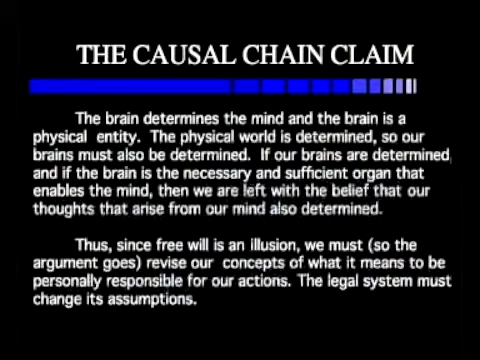 THE CAUSAL CHAIN CLAIM
The brain determines the mind and the brain is a
physical entity. The physical world is determined, so our
brains must also be determined. If our brains are determined,
and if the brain is the necessary and sufficient organ that
enables the mind, then we are left with the belief that our
thoughts that arise from our mind also determined.
Thus, since free will is an illusion, we must (so the
argument goes) revise our concepts of what it means to be
personally responsible for our actions. The legal system must
change its assumptions.